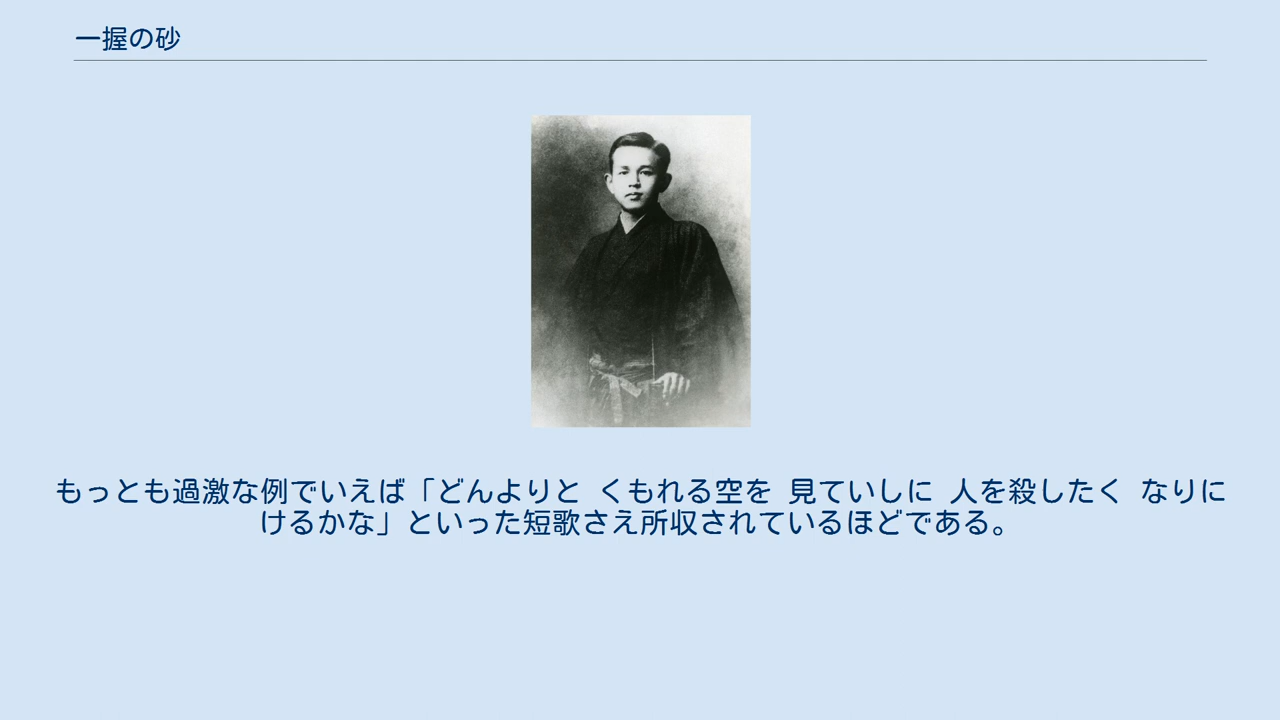 一握の砂
もっとも過激な例でいえば「どんよりと くもれる空を 見ていしに 人を殺したく なりに
けるかな」といった短歌さえ所収されているほどである。